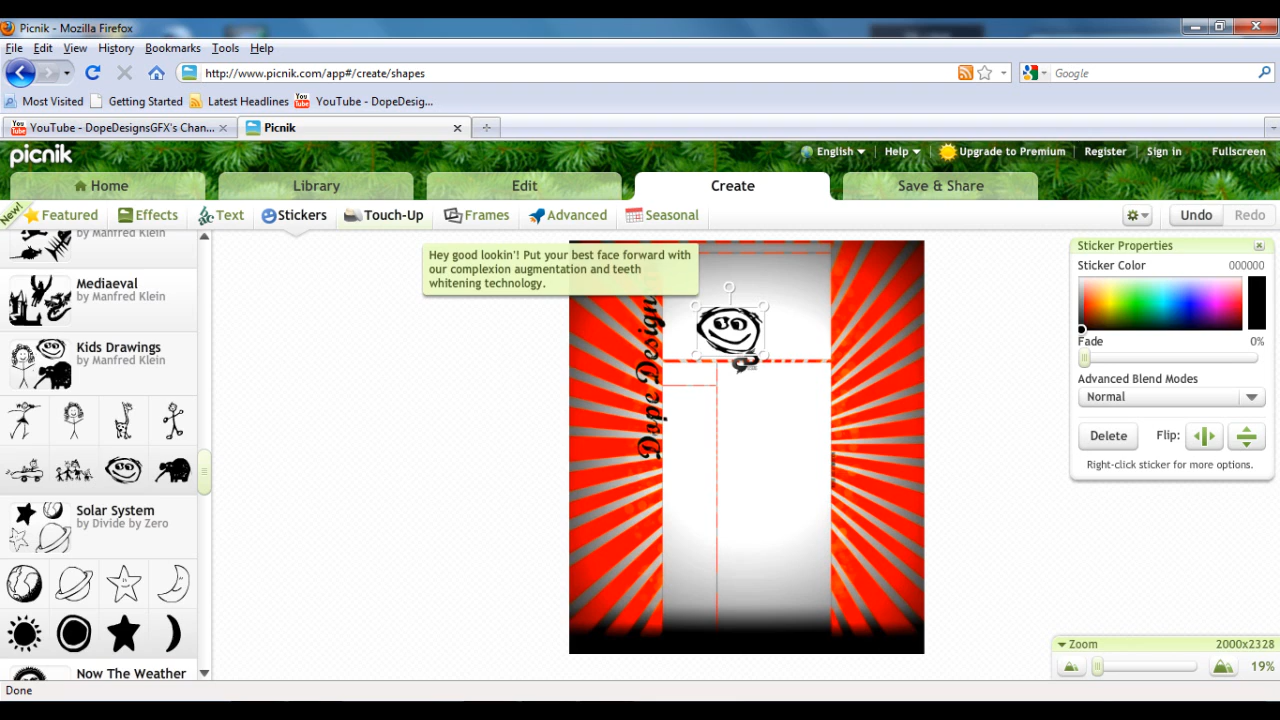 Picnik - Mozilla Firefox
File Edit View History Bookmarks Tools Help
http://www.picnik.com/app#/create/shapes
Google
Most Visited Getting Started Latest Headlines YouTube - DopeDesig...
YouTube - DopeDesignsGFX's Chan...
Picnik
picnik
English Help Upgrade to Premium Register Sign in Fullscreen
Home Library Edit Create Save & Share
New! Featured Effects Text Stickers Touch-Up Frames Advanced Seasonal
Undo Redo
by Manfred Klein
Mediaeval
by Manfred Klein
Kids Drawings
by Manfred Klein
Solar System
by Divide by Zero
Now The Weather
Hey good lookin'! Put your best face forward with
our complexion augmentation and teeth
whitening technology.
Dope Design
Sticker Properties
Sticker Color 000000
Fade 0%
Advanced Blend Modes
Normal
Delete Flip:
Right-click sticker for more options.
Zoom 2000x2328
19%
Done